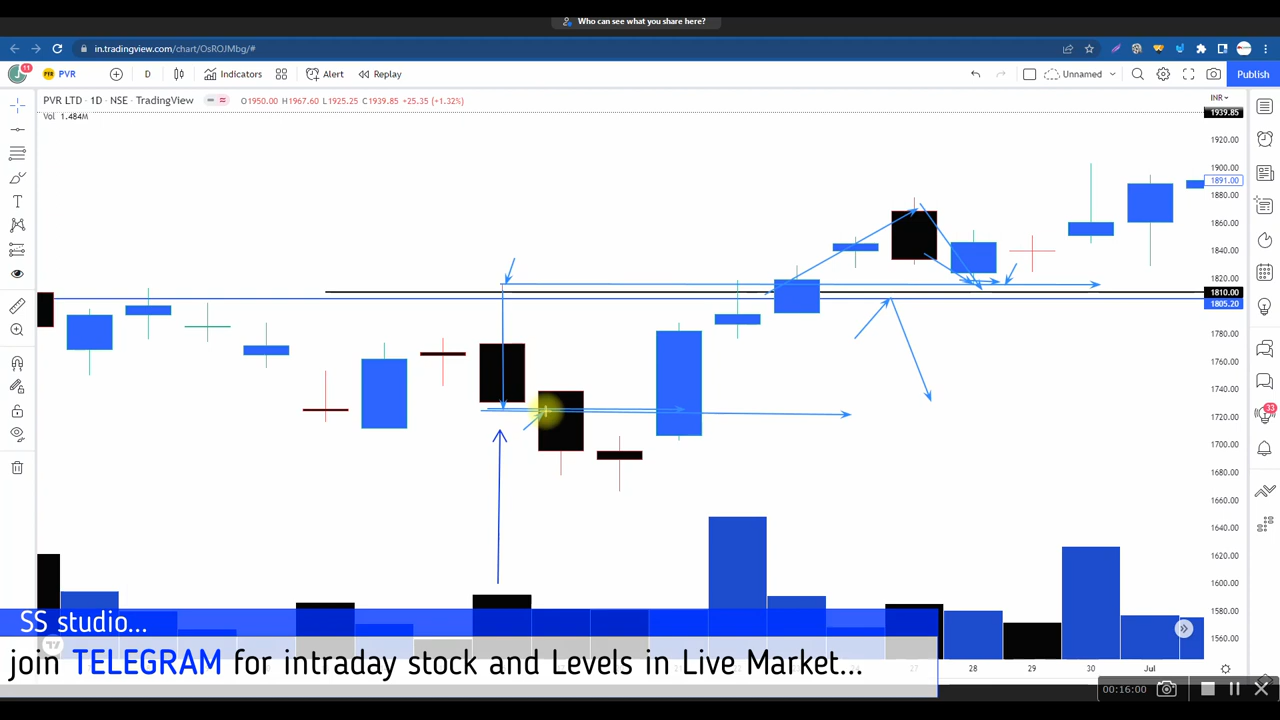 Who can see what you share here?
in.tradingview.com/chart/OsROJMbg/#
11 PVR D Indicators Alert Replay Unnamed Publish
PVR LTD · 1D · NSE · TradingView O1950.00 H1967.60 L1925.25 C1939.85 +25.35 (+1.32%)
Vol 1.484M
INR
1939.85
1920.00
1900.00
1891.00
1880.00
1860.00
1840.00
1820.00
1810.00
1805.20
1780.00
1760.00
1740.00
1720.00
1700.00
1680.00
1660.00
1640.00
1620.00
1600.00
1580.00
1560.00
33
27 28 29 30 Jul
SS studio...
join TELEGRAM for intraday stock and Levels in Live Market...
00:16:00